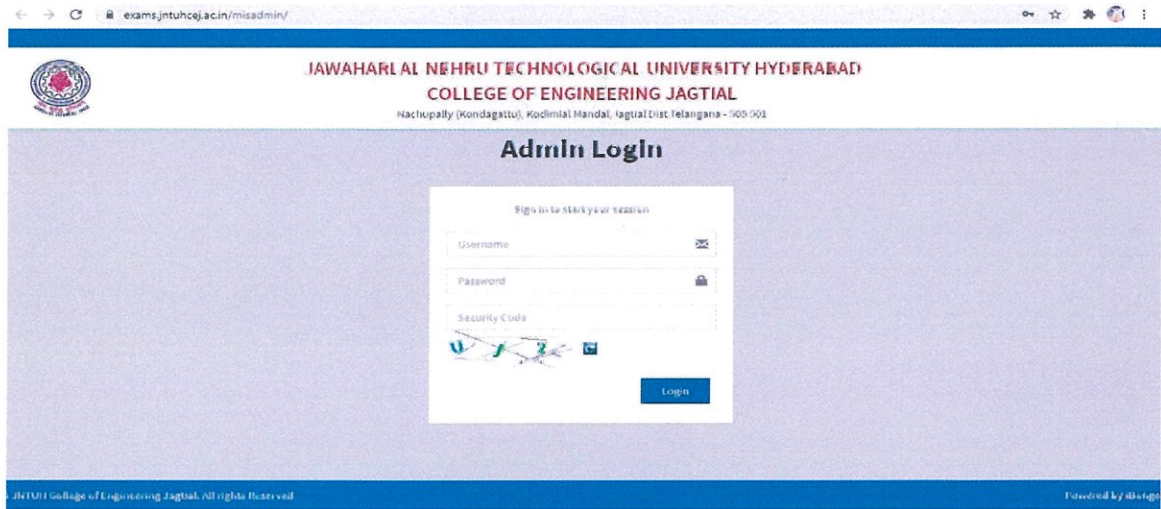 exams.jntuhcej.ac.in/misadmin/
JAWAHARLAL NEHRU TECHNOLOGICAL UNIVERSITY HYDERABAD
COLLEGE OF ENGINEERING JAGTIAL
Nachupally (Kondagattu), Kodimial Mandal, Jagtial Dist, Telangana - 505 501
Admin Login
Sign in to start your session
Username
Password
Security Code
Login
JNTUH College of Engineering Jagtial. All rights Reserved
Powered by